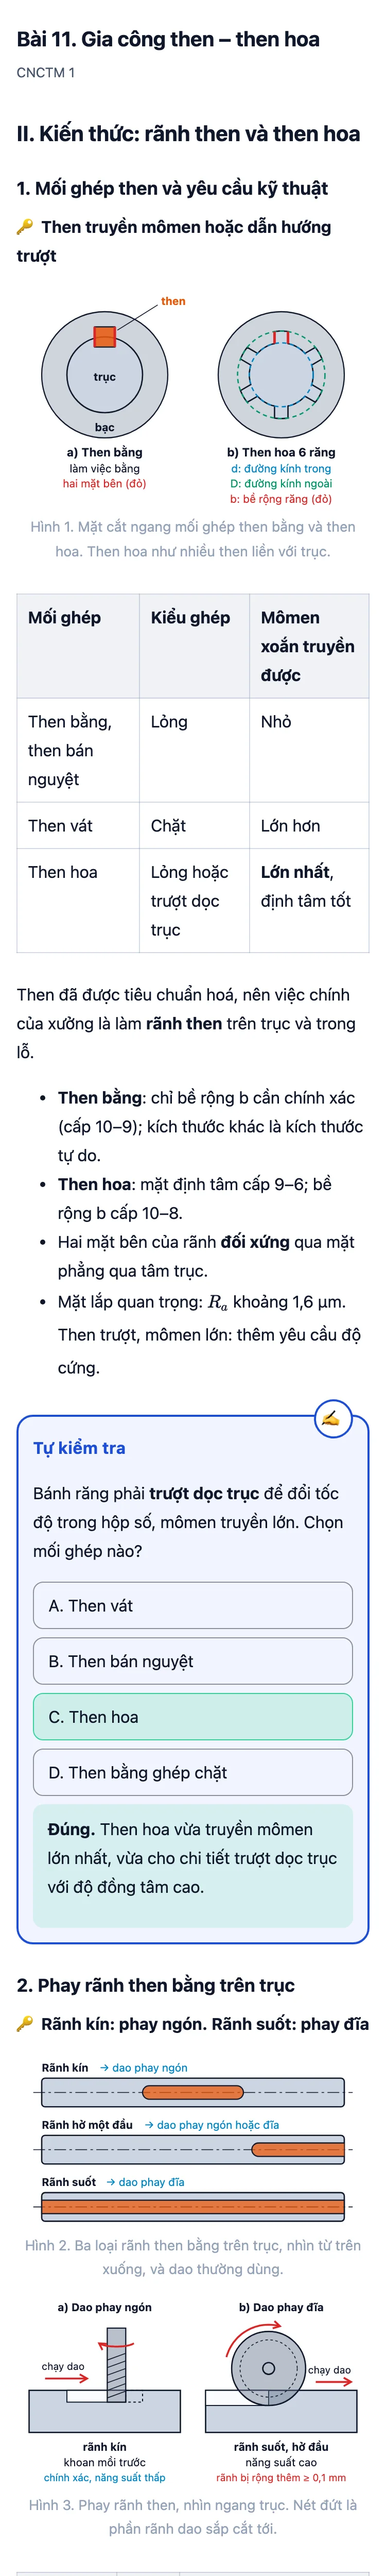 Bài 11. Gia công then – then hoa
CNCTM 1
II. Kiến thức: rãnh then và then hoa
1. Mối ghép then và yêu cầu kỹ thuật
🔑 Then truyền mômen hoặc dẫn hướng
trượt
then
trục
bạc
a) Then bằng
làm việc bằng
hai mặt bên (đỏ)
b) Then hoa 6 răng
d: đường kính trong
D: đường kính ngoài
b: bề rộng răng (đỏ)
Hình 1. Mặt cắt ngang mối ghép then bằng và then
hoa. Then hoa như nhiều then liền với trục.
Mối ghép
Kiểu ghép
Mômen
xoắn truyền
được
Then bằng,
then bán
nguyệt
Lỏng
Nhỏ
Then vát
Chặt
Lớn hơn
Then hoa
Lỏng hoặc
trượt dọc
trục
Lớn nhất,
định tâm tốt
Then đã được tiêu chuẩn hoá, nên việc chính
của xưởng là làm rãnh then trên trục và trong
lỗ.
• Then bằng: chỉ bề rộng b cần chính xác
(cấp 10–9); kích thước khác là kích thước
tự do.
• Then hoa: mặt định tâm cấp 9–6; bề
rộng b cấp 10–8.
• Hai mặt bên của rãnh đối xứng qua mặt
phẳng qua tâm trục.
• Mặt lắp quan trọng: Ra khoảng 1,6 µm.
Then trượt, mômen lớn: thêm yêu cầu độ
cứng.
✍️
Tự kiểm tra
Bánh răng phải trượt dọc trục để đổi tốc
độ trong hộp số, mômen truyền lớn. Chọn
mối ghép nào?
A. Then vát
B. Then bán nguyệt
C. Then hoa
D. Then bằng ghép chặt
Đúng. Then hoa vừa truyền mômen
lớn nhất, vừa cho chi tiết trượt dọc trục
với độ đồng tâm cao.
2. Phay rãnh then bằng trên trục
🔑 Rãnh kín: phay ngón. Rãnh suốt: phay đĩa
Rãnh kín → dao phay ngón
Rãnh hở một đầu → dao phay ngón hoặc đĩa
Rãnh suốt → dao phay đĩa
Hình 2. Ba loại rãnh then bằng trên trục, nhìn từ trên
xuống, và dao thường dùng.
a) Dao phay ngón
chạy dao
rãnh kín
khoan mồi trước
chính xác, năng suất thấp
b) Dao phay đĩa
chạy dao
rãnh suốt, hở đầu
năng suất cao
rãnh bị rộng thêm ≥ 0,1 mm
Hình 3. Phay rãnh then, nhìn ngang trục. Nét đứt là
phần rãnh dao sắp cắt tới.